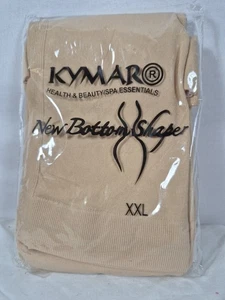 KYMARO®
HEALTH & BEAUTY/SPA ESSENTIALS
New Bottom Shaper
XXL